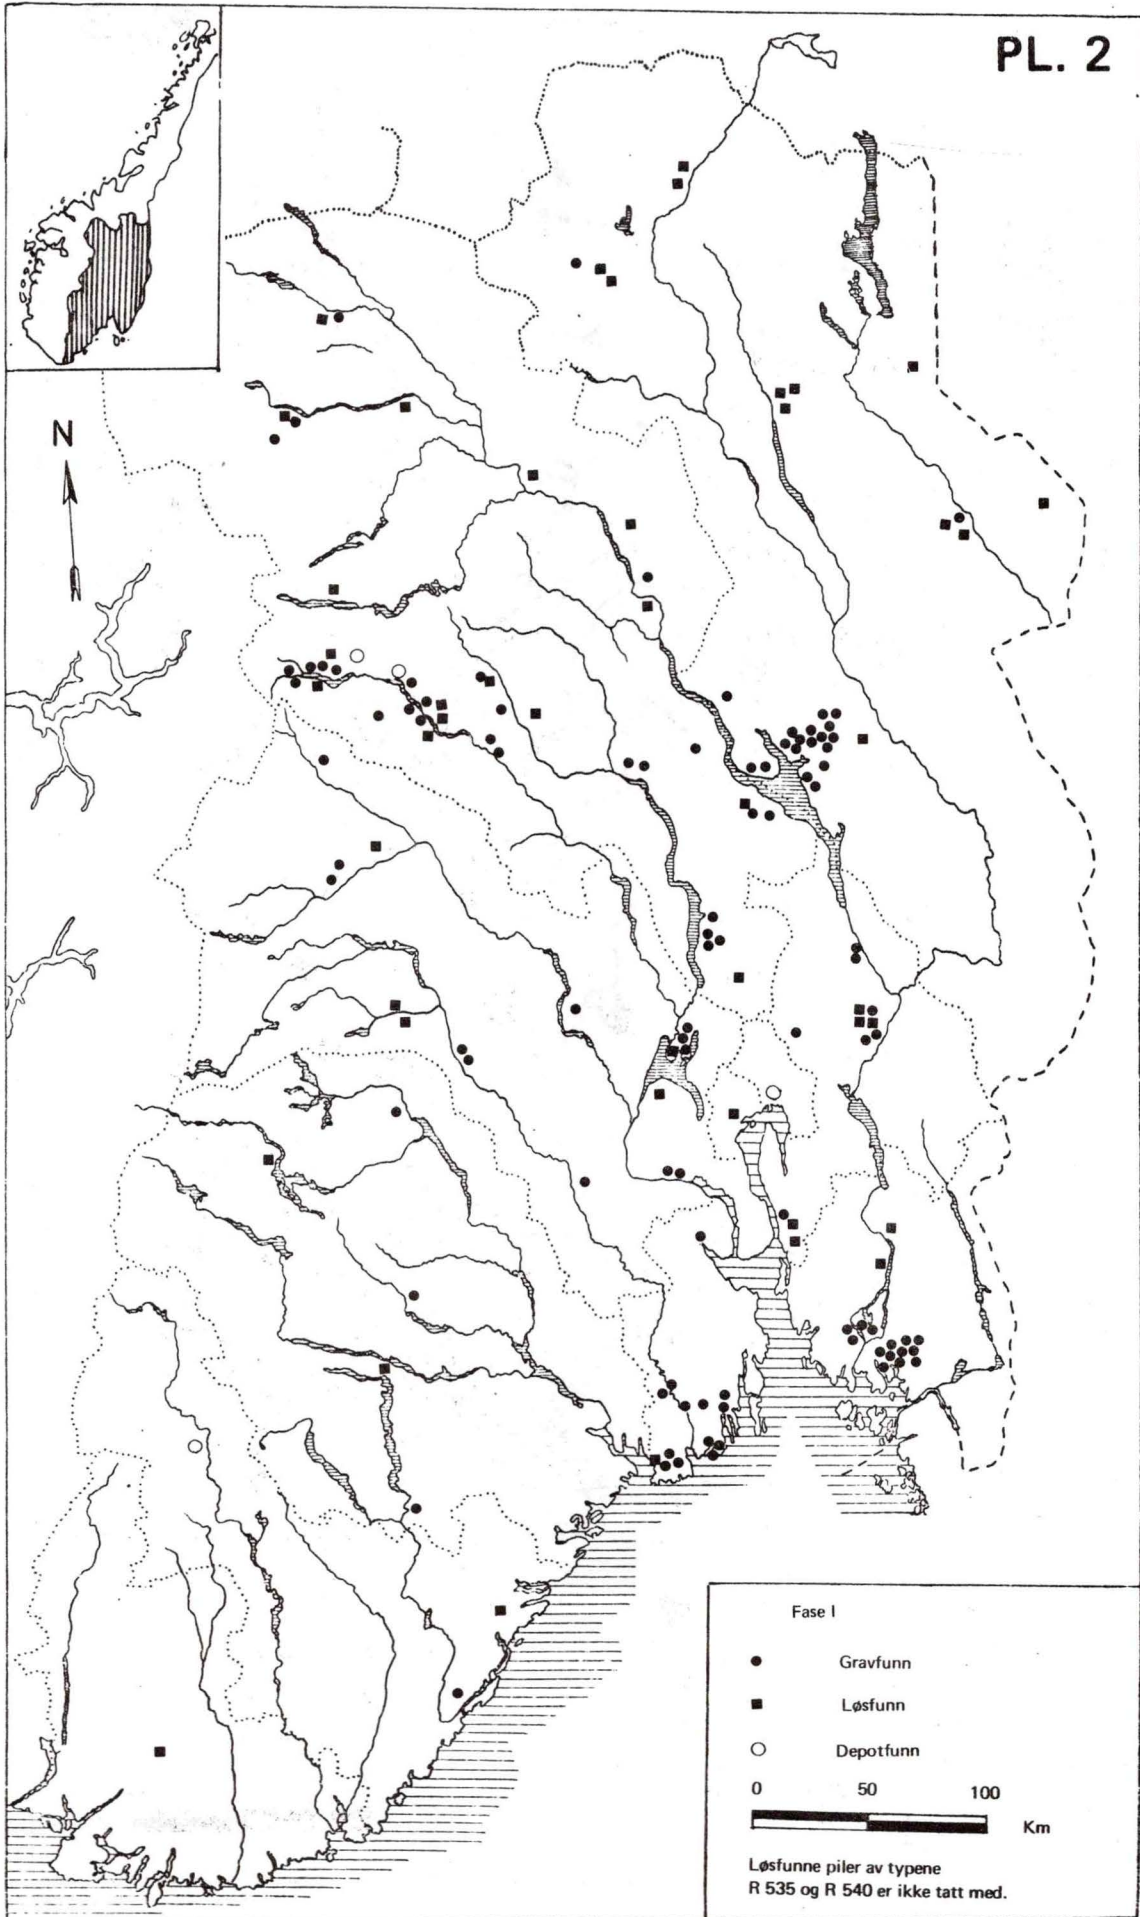 PL. 2
N
Fase I
Gravfunn
Løsfunn
Depotfunn
0 50 100
Km
Løsfunne piler av typene
R 535 og R 540 er ikke tatt med.